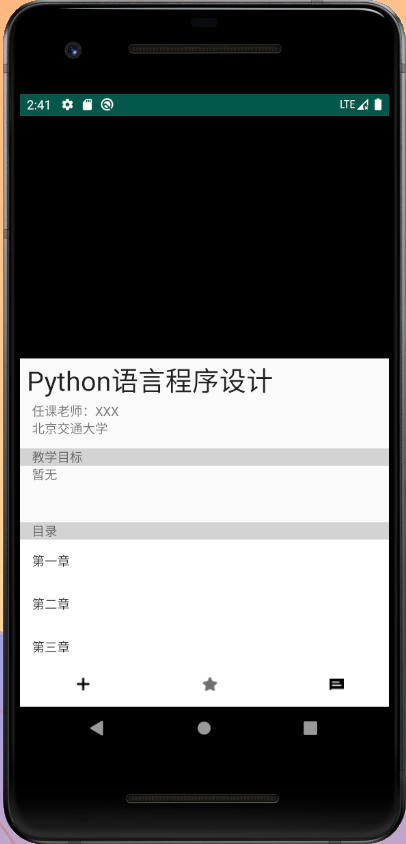 2:41 LTE
Python语言程序设计
任课老师：XXX
北京交通大学
教学目标
暂无
目录
第一章
第二章
第三章